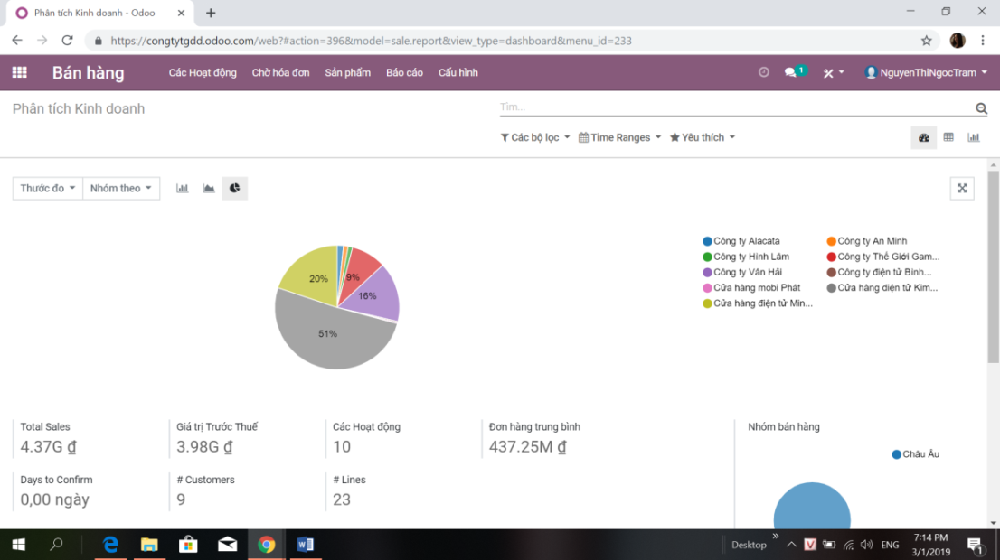 Phân tích Kinh doanh - Odoo
https://congtytgdd.odoo.com/web?#action=396&model=sale.report&view_type=dashboard&menu_id=233
Bán hàng Các Hoạt động Chờ hóa đơn Sản phẩm Báo cáo Cấu hình 1 NguyenThiNgocTram
Phân tích Kinh doanh Tìm...
Các bộ lọc Time Ranges Yêu thích
Thước đo Nhóm theo
Công ty Alacata Công ty An Minh
Công ty Hình Lâm Công ty Thế Giới Gam...
Công ty Vân Hải Công ty điện tử Bình...
Cửa hàng mobi Phát Cửa hàng điện tử Kim...
Cửa hàng điện tử Min...
20% 9%
16%
51%
Total Sales Giá trị Trước Thuế Các Hoạt động Đơn hàng trung bình Nhóm bán hàng
4.37G ₫ 3.98G ₫ 10 437.25M ₫
Châu Âu
Days to Confirm # Customers # Lines
0,00 ngày 9 23
Desktop ENG 7:14 PM
3/1/2019 1